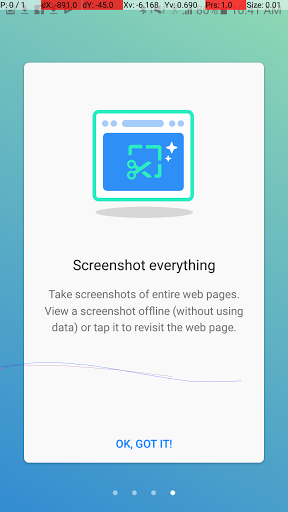 P: 0 / 1 dX: -891.0 dY: -45.0 Xv: -6.168 Yv: 0.690 Prs: 1.0 Size: 0.01
80% 10:41 AM
Screenshot everything
Take screenshots of entire web pages.
View a screenshot offline (without using
data) or tap it to revisit the web page.
OK, GOT IT!